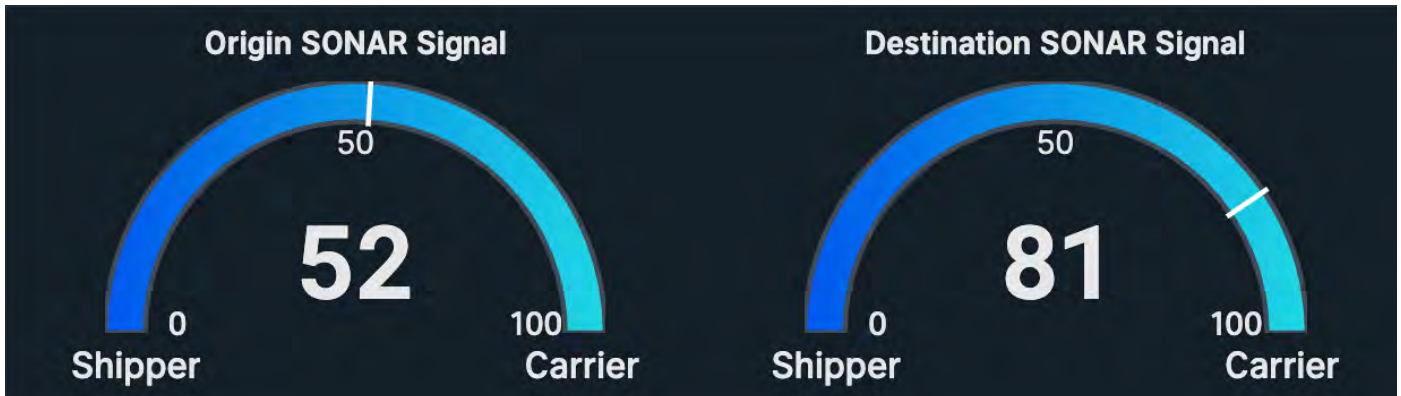 Origin SONAR Signal
50
52
0
100
Shipper
Carrier
Destination SONAR Signal
50
81
0
100
Shipper
Carrier